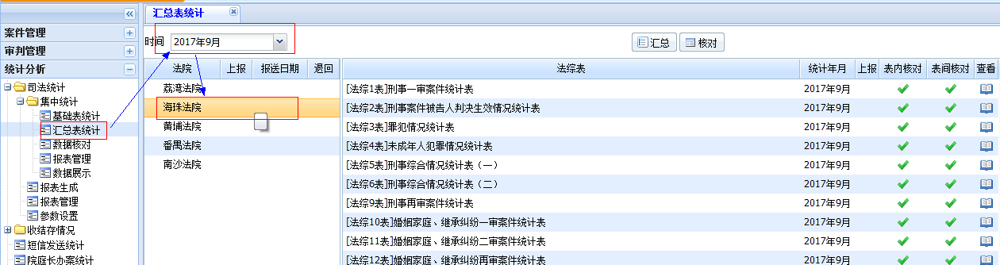 汇总表统计
案件管理
审判管理
统计分析
司法统计
集中统计
基础表统计
汇总表统计
数据核对
报表管理
数据展示
报表生成
报表管理
参数设置
收结存情况
短信发送统计
院庭长办案统计
时间 2017年9月
汇总 核对
法院 上报 报送日期 退回
荔湾法院
海珠法院
黄埔法院
番禺法院
南沙法院
法综表 统计年月 上报 表内核对 表间核对 查看
[法综1表]刑事一审案件统计表 2017年9月
[法综2表]刑事案件被告人判决生效情况统计表 2017年9月
[法综3表]罪犯情况统计表 2017年9月
[法综4表]未成年人犯罪情况统计表 2017年9月
[法综5表]刑事综合情况统计表（一） 2017年9月
[法综6表]刑事综合情况统计表（二） 2017年9月
[法综9表]刑事再审案件统计表 2017年9月
[法综10表]婚姻家庭、继承纠纷一审案件统计表 2017年9月
[法综11表]婚姻家庭、继承纠纷二审案件统计表 2017年9月
[法综12表]婚姻家庭、继承纠纷再审案件统计表 2017年9月